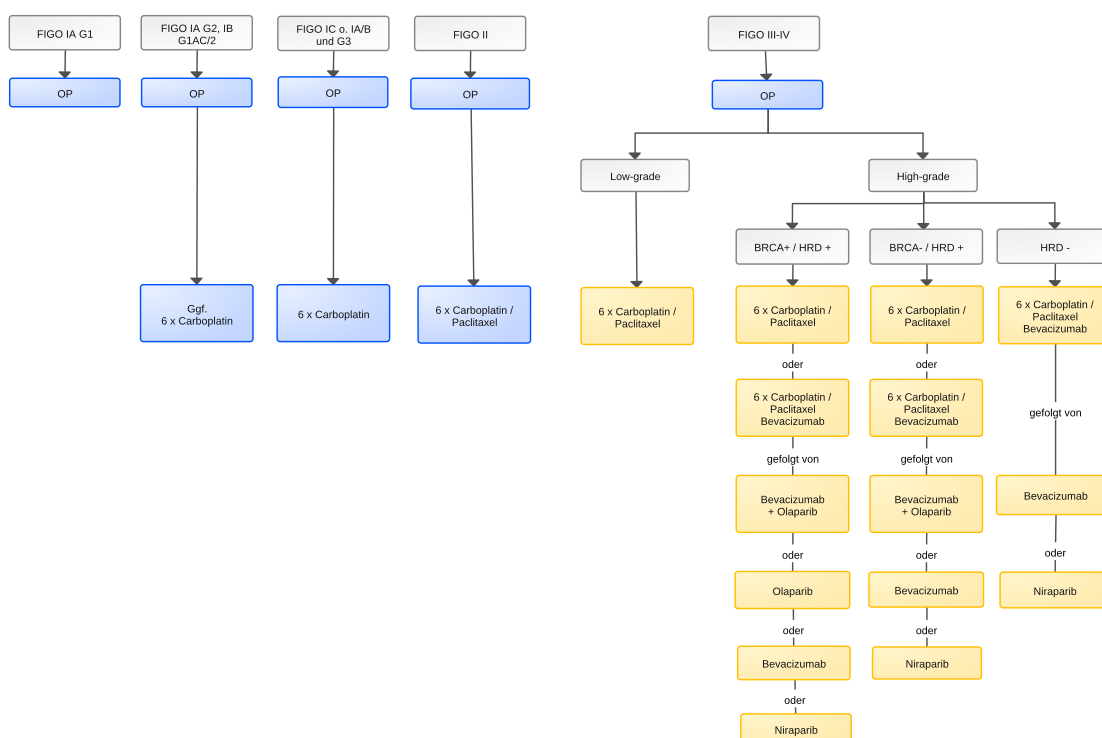 FIGO IA G1
FIGO IA G2, IB
G1AC/2
FIGO IC o. IA/B
und G3
FIGO II
FIGO III-IV
OP
OP
OP
OP
OP
Low-grade
High-grade
BRCA+ / HRD +
BRCA- / HRD +
HRD -
Ggf.
6 x Carboplatin
6 x Carboplatin
6 x Carboplatin /
Paclitaxel
6 x Carboplatin /
Paclitaxel
6 x Carboplatin /
Paclitaxel
6 x Carboplatin /
Paclitaxel
6 x Carboplatin /
Paclitaxel
Bevacizumab
oder
oder
6 x Carboplatin /
Paclitaxel
Bevacizumab
6 x Carboplatin /
Paclitaxel
Bevacizumab
gefolgt von
gefolgt von
gefolgt von
Bevacizumab
+ Olaparib
Bevacizumab
+ Olaparib
Bevacizumab
oder
oder
oder
Olaparib
Bevacizumab
Niraparib
oder
oder
Bevacizumab
Niraparib
oder
Niraparib